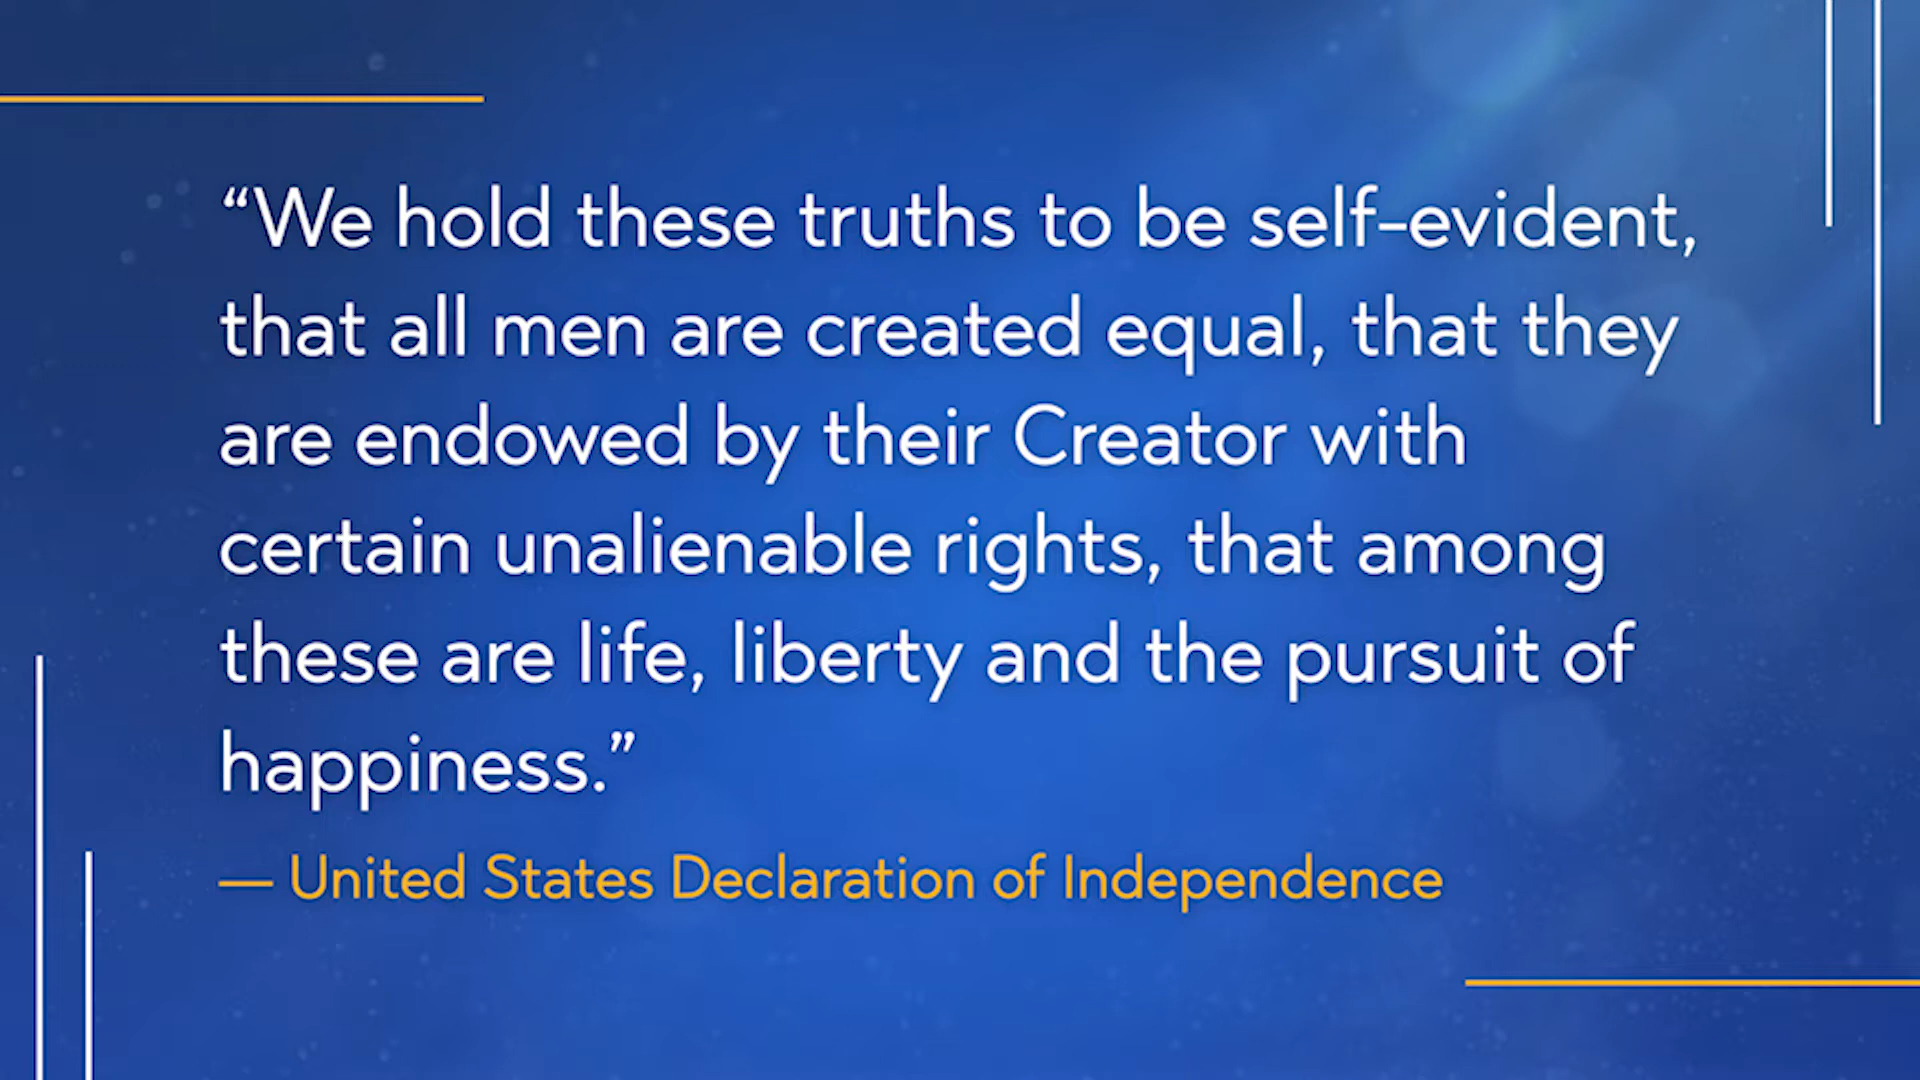 “We hold these truths to be self-evident,
that all men are created equal, that they
are endowed by their Creator with
certain unalienable rights, that among
these are life, liberty and the pursuit of
happiness.”
— United States Declaration of Independence